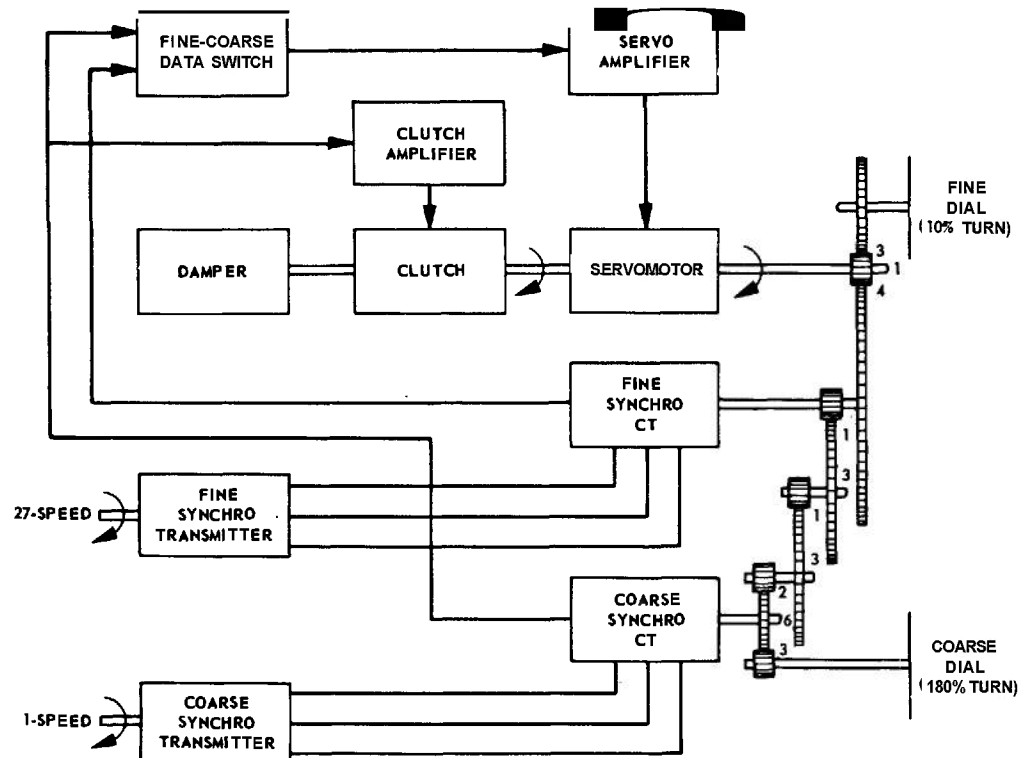 FINE-COARSE
DATA SWITCH
SERVO
AMPLIFIER
CLUTCH
AMPLIFIER
FINE
DIAL
(10% TURN)
DAMPER
CLUTCH
SERVOMOTOR
3
1
4
FINE
SYNCHRO
CT
1
3
1
27-SPEED
FINE
SYNCHRO
TRANSMITTER
3
2
6
3
COARSE
SYNCHRO
CT
COARSE
DIAL
(180% TURN)
1-SPEED
COARSE
SYNCHRO
TRANSMITTER